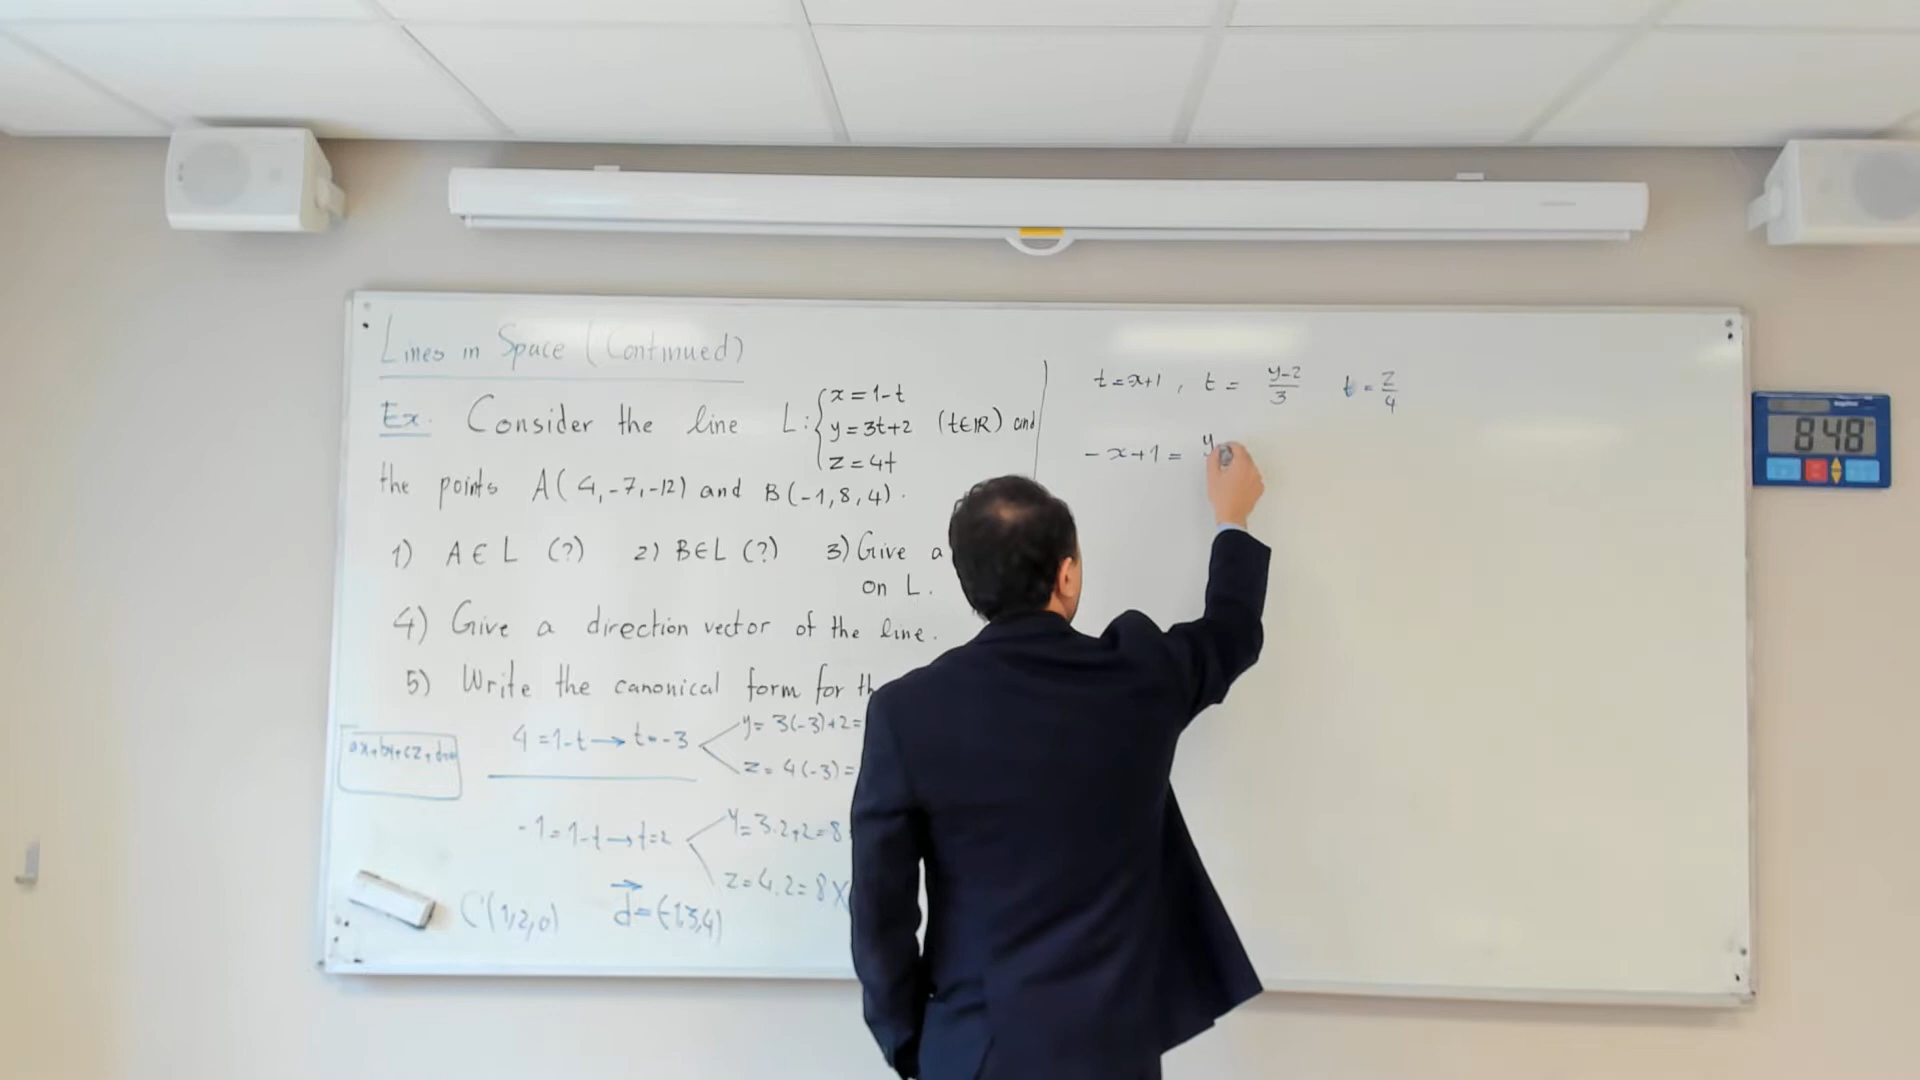 Lines in Space (Continued)
Ex. Consider the line L: { x = 1-t
y = 3t+2 (t∈ℝ) and
z = 4t
the points A(4,-7,-12) and B(-1,8,4).
1) A ∈ L (?) 2) B∈L (?) 3) Give a
on L.
4) Give a direction vector of the line.
5) Write the canonical form for th
4 = 1-t → t = -3
y = 3(-3)+2 =
z = 4(-3) =
ax+by+cz+d=0
-1 = 1-t → t=2
y = 3.2+2=8
z = 4.2 = 8 X
C(1,2,0) d = (-1,3,4)
t = x+1, t = (y-2)/3 t = z/4
-x+1 = y
848